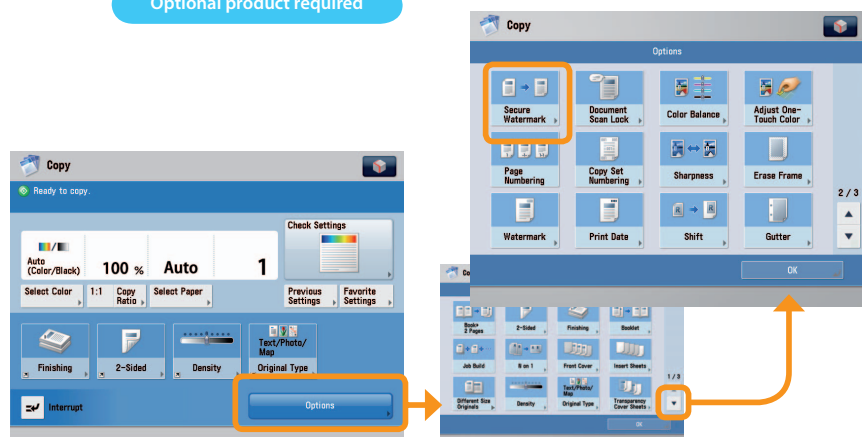 Optional product required
Copy
Ready to copy.
Auto
(Color/Black)
100 %
Auto
1
Check Settings
Select Color
1:1
Copy
Ratio
Select Paper
Previous
Settings
Favorite
Settings
Finishing
2-Sided
Density
Text/Photo/
Map
Original Type
Interrupt
Options
Book▸
2 Pages
2-Sided
Finishing
Booklet
Job Build
N on 1
Front Cover
Insert Sheets
Different Size
Originals
Density
Text/Photo/
Map
Original Type
Transparency
Cover Sheets
1/3
OK
Copy
Options
Secure
Watermark
Document
Scan Lock
Color Balance
Adjust One-
Touch Color
Page
Numbering
Copy Set
Numbering
Sharpness
Erase Frame
Watermark
Print Date
Shift
Gutter
2/3
OK